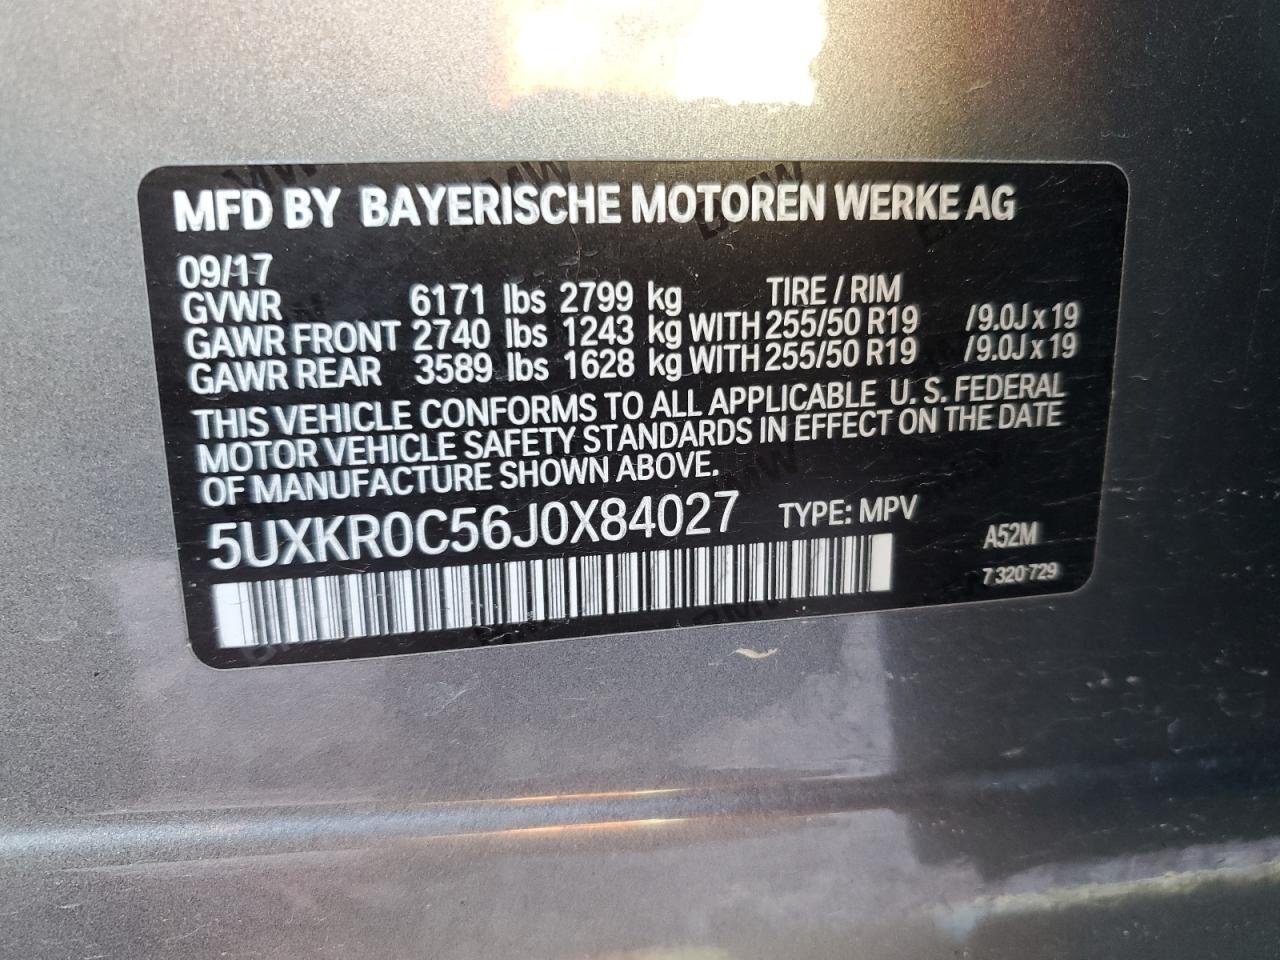 MFD BY BAYERISCHE MOTOREN WERKE AG
09/17
GVWR 6171 lbs 2799 kg TIRE / RIM
GAWR FRONT 2740 lbs 1243 kg WITH 255/50 R19 /9.0J x 19
GAWR REAR 3589 lbs 1628 kg WITH 255/50 R19 /9.0J x 19
THIS VEHICLE CONFORMS TO ALL APPLICABLE U. S. FEDERAL
MOTOR VEHICLE SAFETY STANDARDS IN EFFECT ON THE DATE
OF MANUFACTURE SHOWN ABOVE.
5UXKR0C56J0X84027 TYPE: MPV
A52M
7 320 729